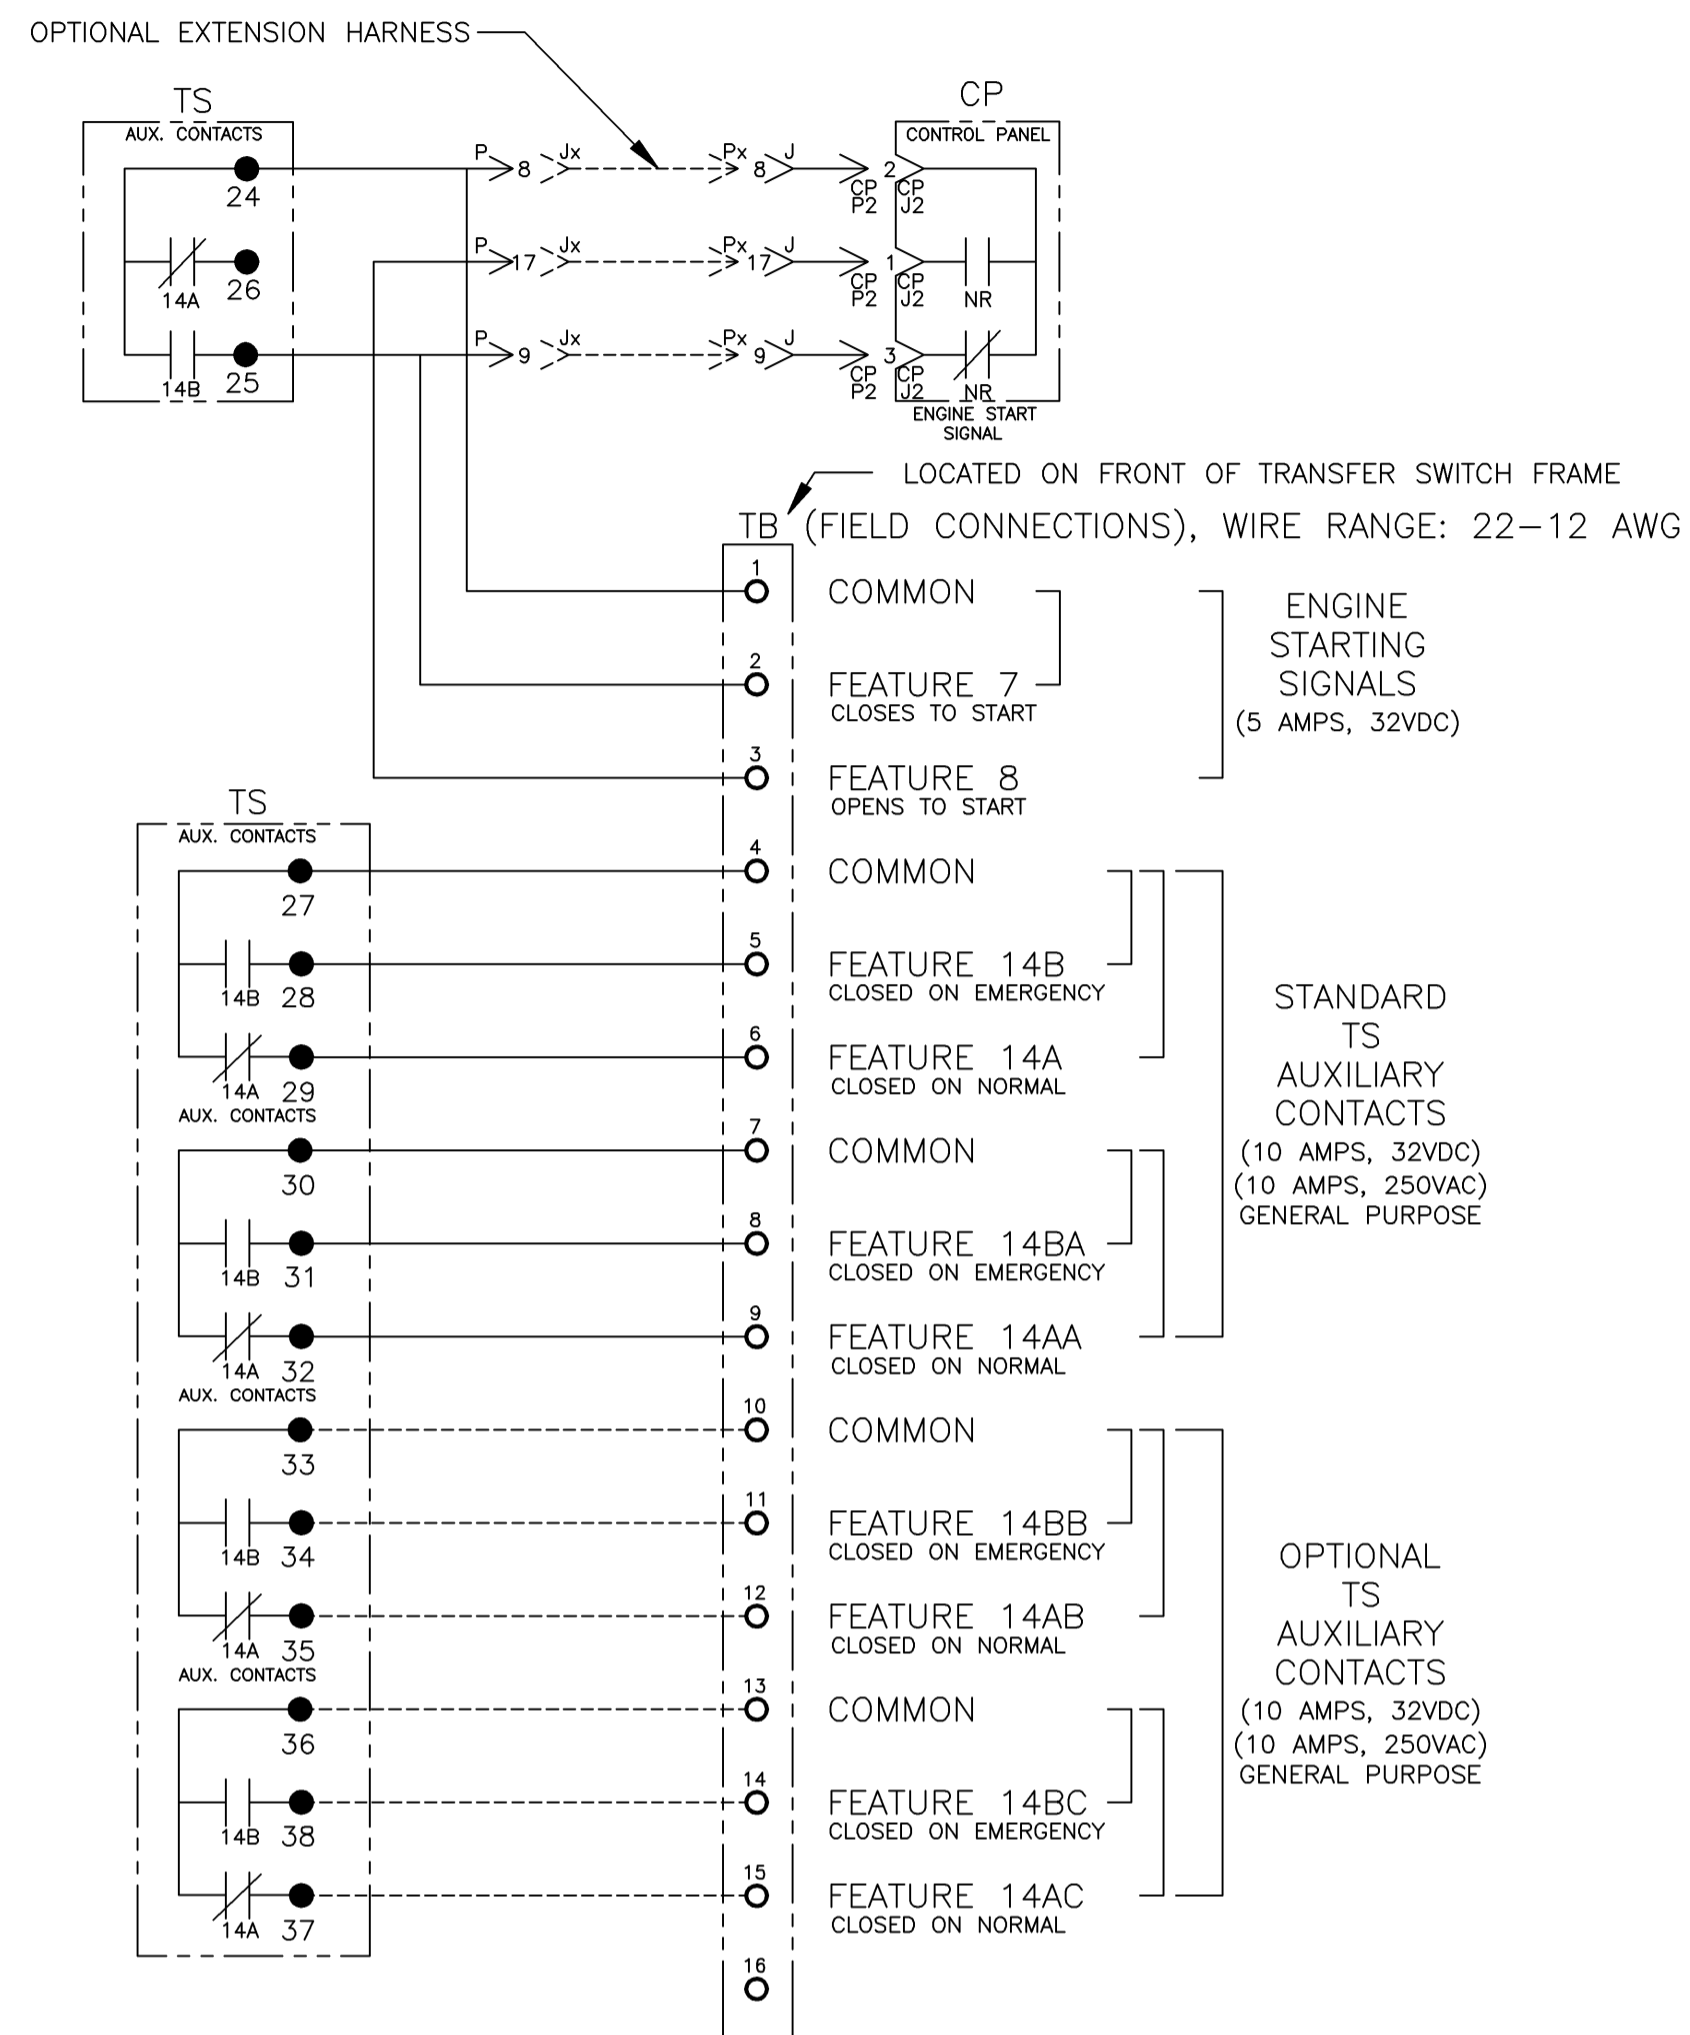 OPTIONAL EXTENSION HARNESS
TS
AUX. CONTACTS
24
14A
26
14B
25
P
8
Jx
Px
8
J
2
CP
P2
CP
J2
P
17
Jx
Px
17
J
1
CP
P2
CP
J2
NR
P
9
Jx
Px
9
J
3
CP
P2
CP
J2
NR
CP
CONTROL PANEL
ENGINE START
SIGNAL
LOCATED ON FRONT OF TRANSFER SWITCH FRAME
TB (FIELD CONNECTIONS), WIRE RANGE: 22-12 AWG
1
COMMON
2
FEATURE 7
CLOSES TO START
3
FEATURE 8
OPENS TO START
ENGINE
STARTING
SIGNALS
(5 AMPS, 32VDC)
TS
AUX. CONTACTS
27
4
COMMON
14B
28
5
FEATURE 14B
CLOSED ON EMERGENCY
14A
29
6
FEATURE 14A
CLOSED ON NORMAL
AUX. CONTACTS
30
7
COMMON
14B
31
8
FEATURE 14BA
CLOSED ON EMERGENCY
14A
32
9
FEATURE 14AA
CLOSED ON NORMAL
STANDARD
TS
AUXILIARY
CONTACTS
(10 AMPS, 32VDC)
(10 AMPS, 250VAC)
GENERAL PURPOSE
AUX. CONTACTS
33
10
COMMON
14B
34
11
FEATURE 14BB
CLOSED ON EMERGENCY
14A
35
12
FEATURE 14AB
CLOSED ON NORMAL
AUX. CONTACTS
36
13
COMMON
14B
38
14
FEATURE 14BC
CLOSED ON EMERGENCY
14A
37
15
FEATURE 14AC
CLOSED ON NORMAL
16
OPTIONAL
TS
AUXILIARY
CONTACTS
(10 AMPS, 32VDC)
(10 AMPS, 250VAC)
GENERAL PURPOSE